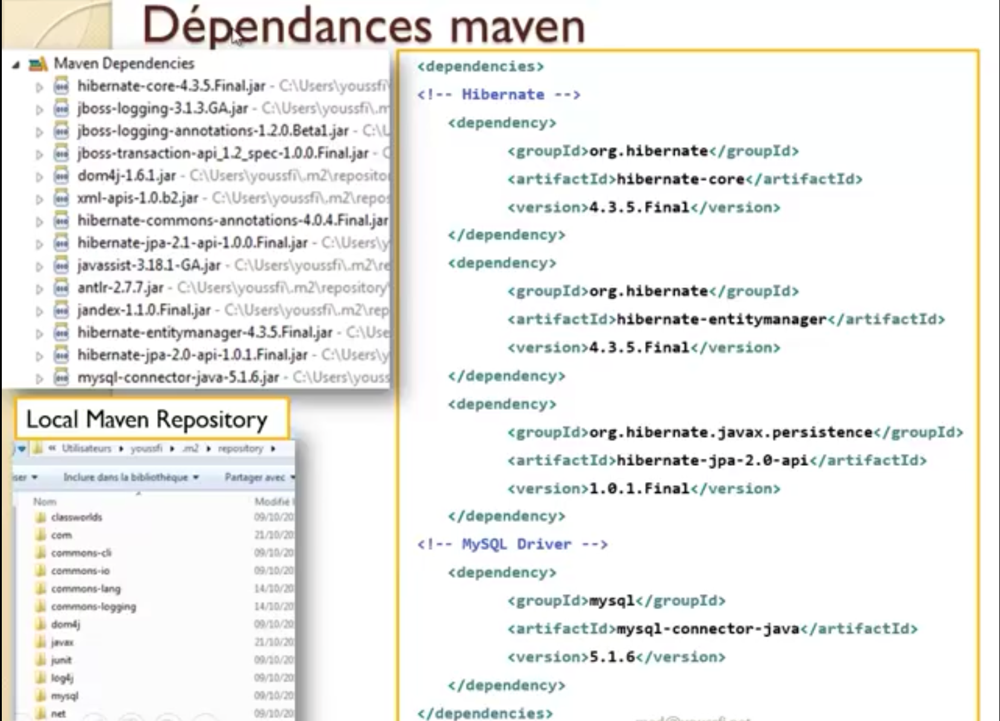 Dépendances maven
Maven Dependencies
hibernate-core-4.3.5.Final.jar - C:\Users\youssfi\
jboss-logging-3.1.3.GA.jar - C:\Users\youssfi\.m
jboss-logging-annotations-1.2.0.Beta1.jar - C:\U
jboss-transaction-api_1.2_spec-1.0.0.Final.jar - C
dom4j-1.6.1.jar - C:\Users\youssfi\.m2\reposito
xml-apis-1.0.b2.jar - C:\Users\youssfi\.m2\repos
hibernate-commons-annotations-4.0.4.Final.jar
hibernate-jpa-2.1-api-1.0.0.Final.jar - C:\Users\y
javassist-3.18.1-GA.jar - C:\Users\youssfi\.m2\re
antlr-2.7.7.jar - C:\Users\youssfi\.m2\repository\
jandex-1.1.0.Final.jar - C:\Users\youssfi\.m2\rep
hibernate-entitymanager-4.3.5.Final.jar - C:\Use
hibernate-jpa-2.0-api-1.0.1.Final.jar - C:\Users\y
mysql-connector-java-5.1.6.jar - C:\Users\youss
Local Maven Repository
« Utilisateurs youssfi .m2 repository
iser Inclure dans la bibliothèque Partager avec
Nom Modifié l
classworlds 09/10/20
com 21/10/20
commons-cli 09/10/20
commons-io 09/10/20
commons-lang 14/10/20
commons-logging 14/10/20
dom4j 09/10/20
javax 21/10/20
junit 09/10/20
log4j 09/10/20
mysql 09/10/20
net 09/10/20
<dependencies>
<!-- Hibernate -->
<dependency>
<groupId>org.hibernate</groupId>
<artifactId>hibernate-core</artifactId>
<version>4.3.5.Final</version>
</dependency>
<dependency>
<groupId>org.hibernate</groupId>
<artifactId>hibernate-entitymanager</artifactId>
<version>4.3.5.Final</version>
</dependency>
<dependency>
<groupId>org.hibernate.javax.persistence</groupId>
<artifactId>hibernate-jpa-2.0-api</artifactId>
<version>1.0.1.Final</version>
</dependency>
<!-- MySQL Driver -->
<dependency>
<groupId>mysql</groupId>
<artifactId>mysql-connector-java</artifactId>
<version>5.1.6</version>
</dependency>
</dependencies>